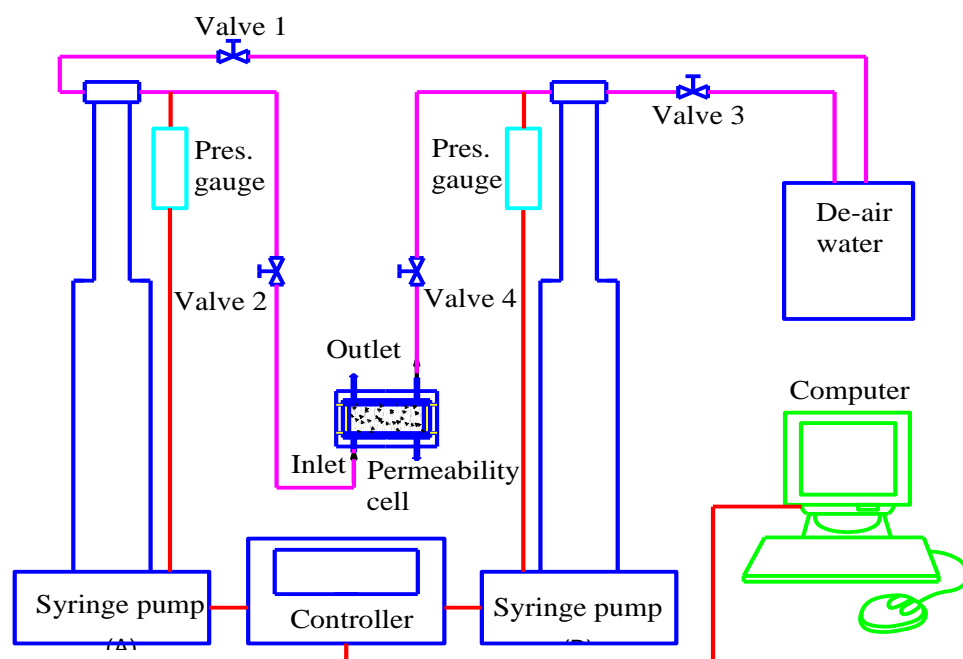 Valve 1
Pres.
gauge
Pres.
gauge
Valve 3
De-air
water
Valve 2
Valve 4
Outlet
Computer
Inlet
Permeability
cell
Syringe pump
Controller
Syringe pump